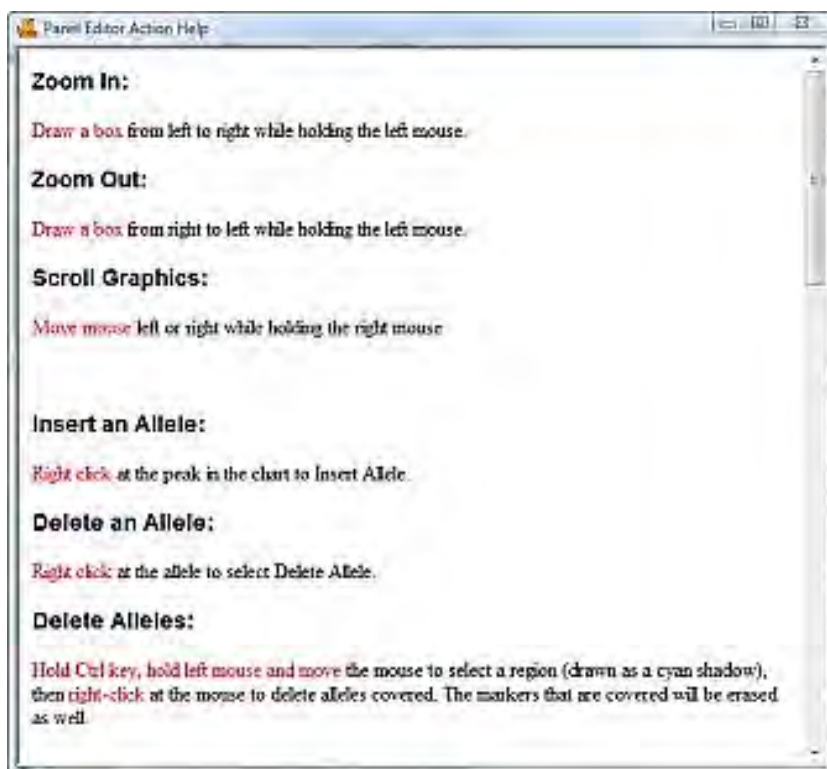 Panel Editor Action Help
Zoom In:
Draw a box from left to right while holding the left mouse.
Zoom Out:
Draw a box from right to left while holding the left mouse.
Scroll Graphics:
Move mouse left or right while holding the right mouse
Insert an Allele:
Right click at the peak in the chart to Insert Allele.
Delete an Allele:
Right click at the allele to select Delete Allele.
Delete Alleles:
Hold Ctrl key, hold left mouse and move the mouse to select a region (drawn as a cyan shadow),
then right-click at the mouse to delete alleles covered. The markers that are covered will be erased
as well.